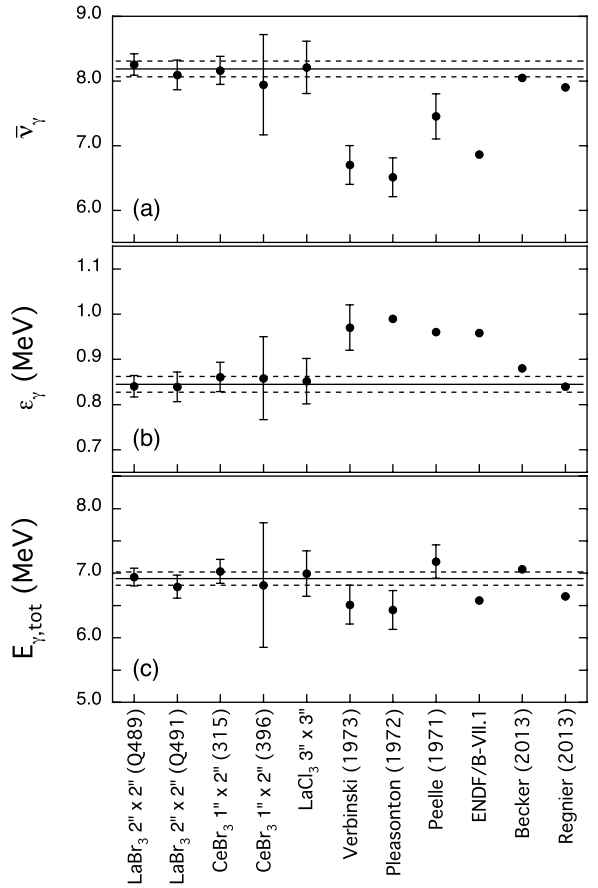 9.0
8.0
7.0
6.0
ν̄γ
(a)
1.1
1.0
0.9
0.8
0.7
εγ (MeV)
(b)
8.0
7.0
6.0
5.0
Eγ,tot (MeV)
(c)
LaBr3 2" x 2" (Q489)
LaBr3 2" x 2" (Q491)
CeBr3 1" x 2" (315)
CeBr3 1" x 2" (396)
LaCl3 3" x 3"
Verbinski (1973)
Pleasonton (1972)
Peelle (1971)
ENDF/B-VII.1
Becker (2013)
Regnier (2013)